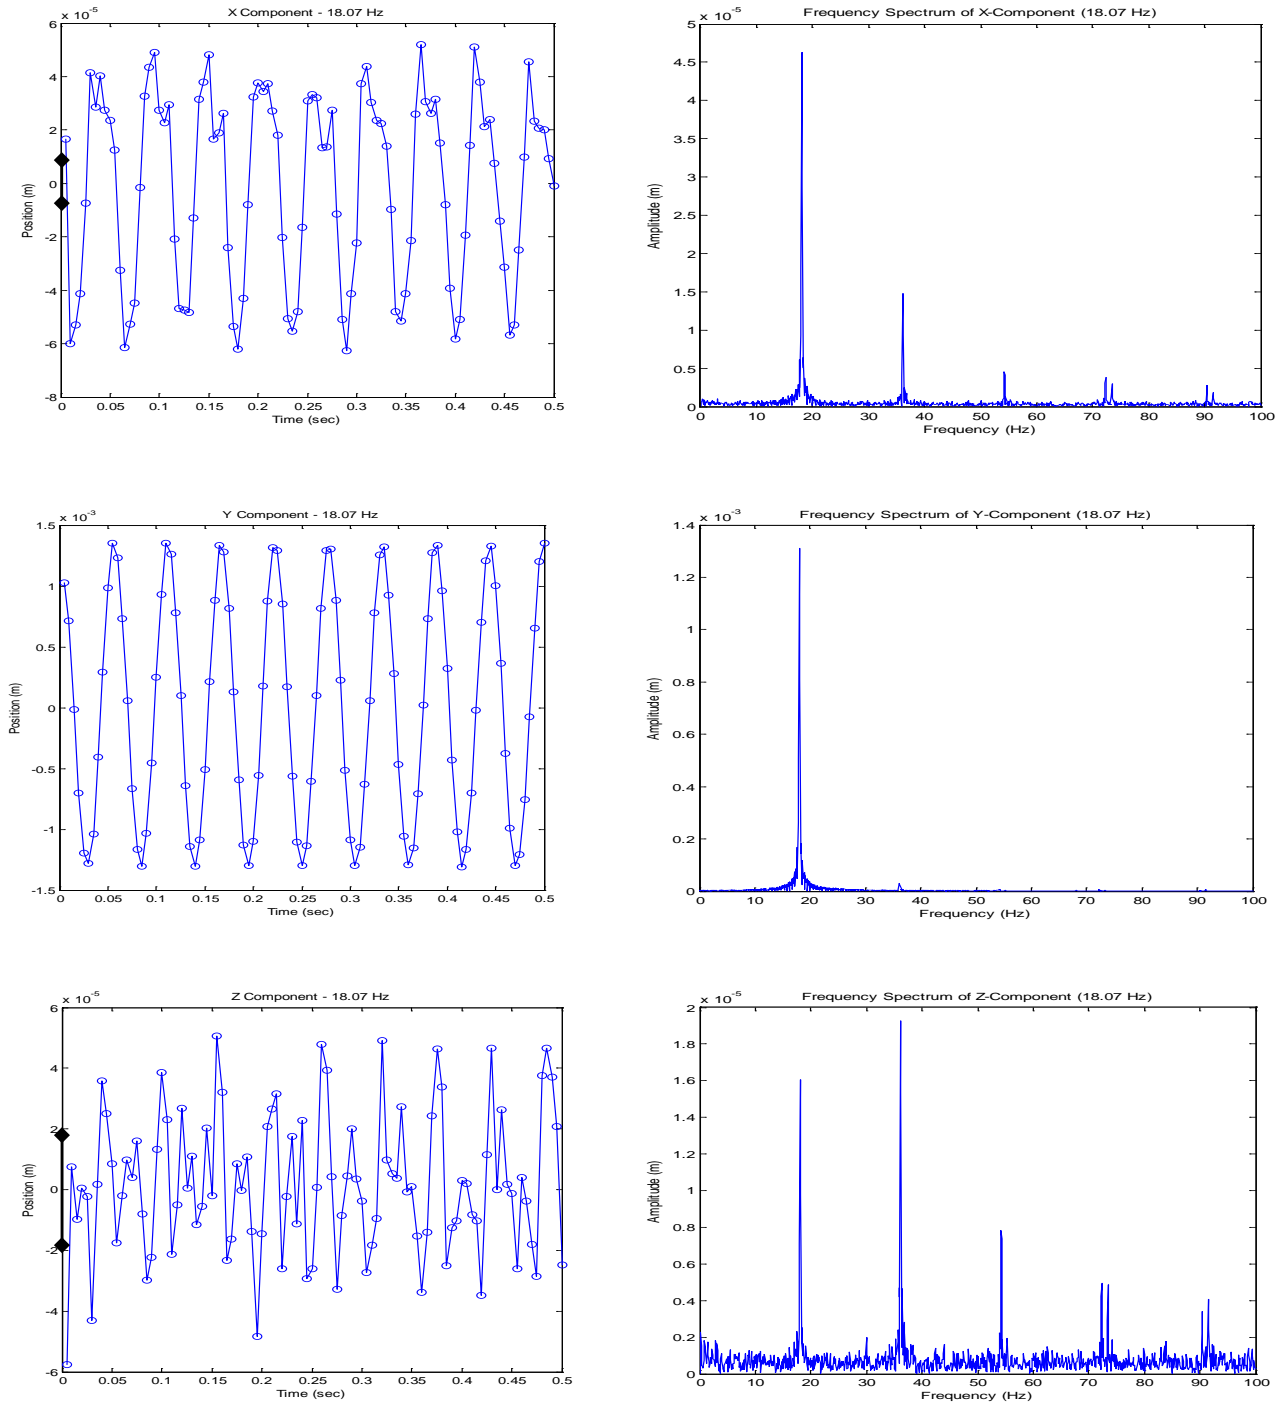 X Component - 18.07 Hz
x 10^-5
Position (m)
6
4
2
0
-2
-4
-6
-8
0 0.05 0.1 0.15 0.2 0.25 0.3 0.35 0.4 0.45 0.5
Time (sec)
Frequency Spectrum of X-Component (18.07 Hz)
x 10^-5
Amplitude (m)
5
4.5
4
3.5
3
2.5
2
1.5
1
0.5
0
0 10 20 30 40 50 60 70 80 90 100
Frequency (Hz)
Y Component - 18.07 Hz
x 10^-3
Position (m)
1.5
1
0.5
0
-0.5
-1
-1.5
0 0.05 0.1 0.15 0.2 0.25 0.3 0.35 0.4 0.45 0.5
Time (sec)
Frequency Spectrum of Y-Component (18.07 Hz)
x 10^-3
Amplitude (m)
1.4
1.2
1
0.8
0.6
0.4
0.2
0
0 10 20 30 40 50 60 70 80 90 100
Frequency (Hz)
Z Component - 18.07 Hz
x 10^-5
Position (m)
6
4
2
0
-2
-4
-6
0 0.05 0.1 0.15 0.2 0.25 0.3 0.35 0.4 0.45 0.5
Time (sec)
Frequency Spectrum of Z-Component (18.07 Hz)
x 10^-5
Amplitude (m)
2
1.8
1.6
1.4
1.2
1
0.8
0.6
0.4
0.2
0
0 10 20 30 40 50 60 70 80 90 100
Frequency (Hz)